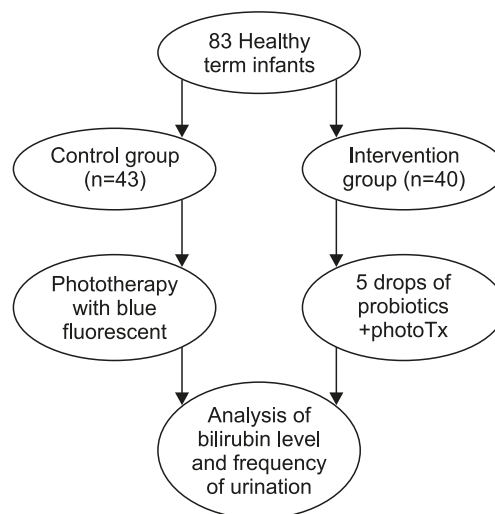 83 Healthy
term infants
Control group
(n=43)
Intervention
group (n=40)
Phototherapy
with blue
fluorescent
5 drops of
probiotics
+photoTx
Analysis of
bilirubin level
and frequency
of urination